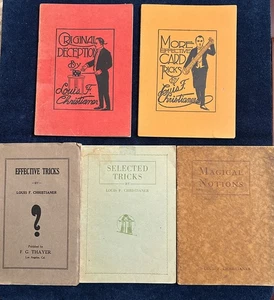 ORIGINAL
DECEPTIONS
By
Louis F.
Christianer
MORE
EFFECTIVE
CARD
TRICKS
By
Louis F.
Christianer
EFFECTIVE TRICKS
BY
LOUIS F. CHRISTIANER
?
F. G. THAYER
Los Angeles, Cal.
SELECTED
TRICKS
BY
LOUIS F. CHRISTIANER
MAGICAL
NOTIONS